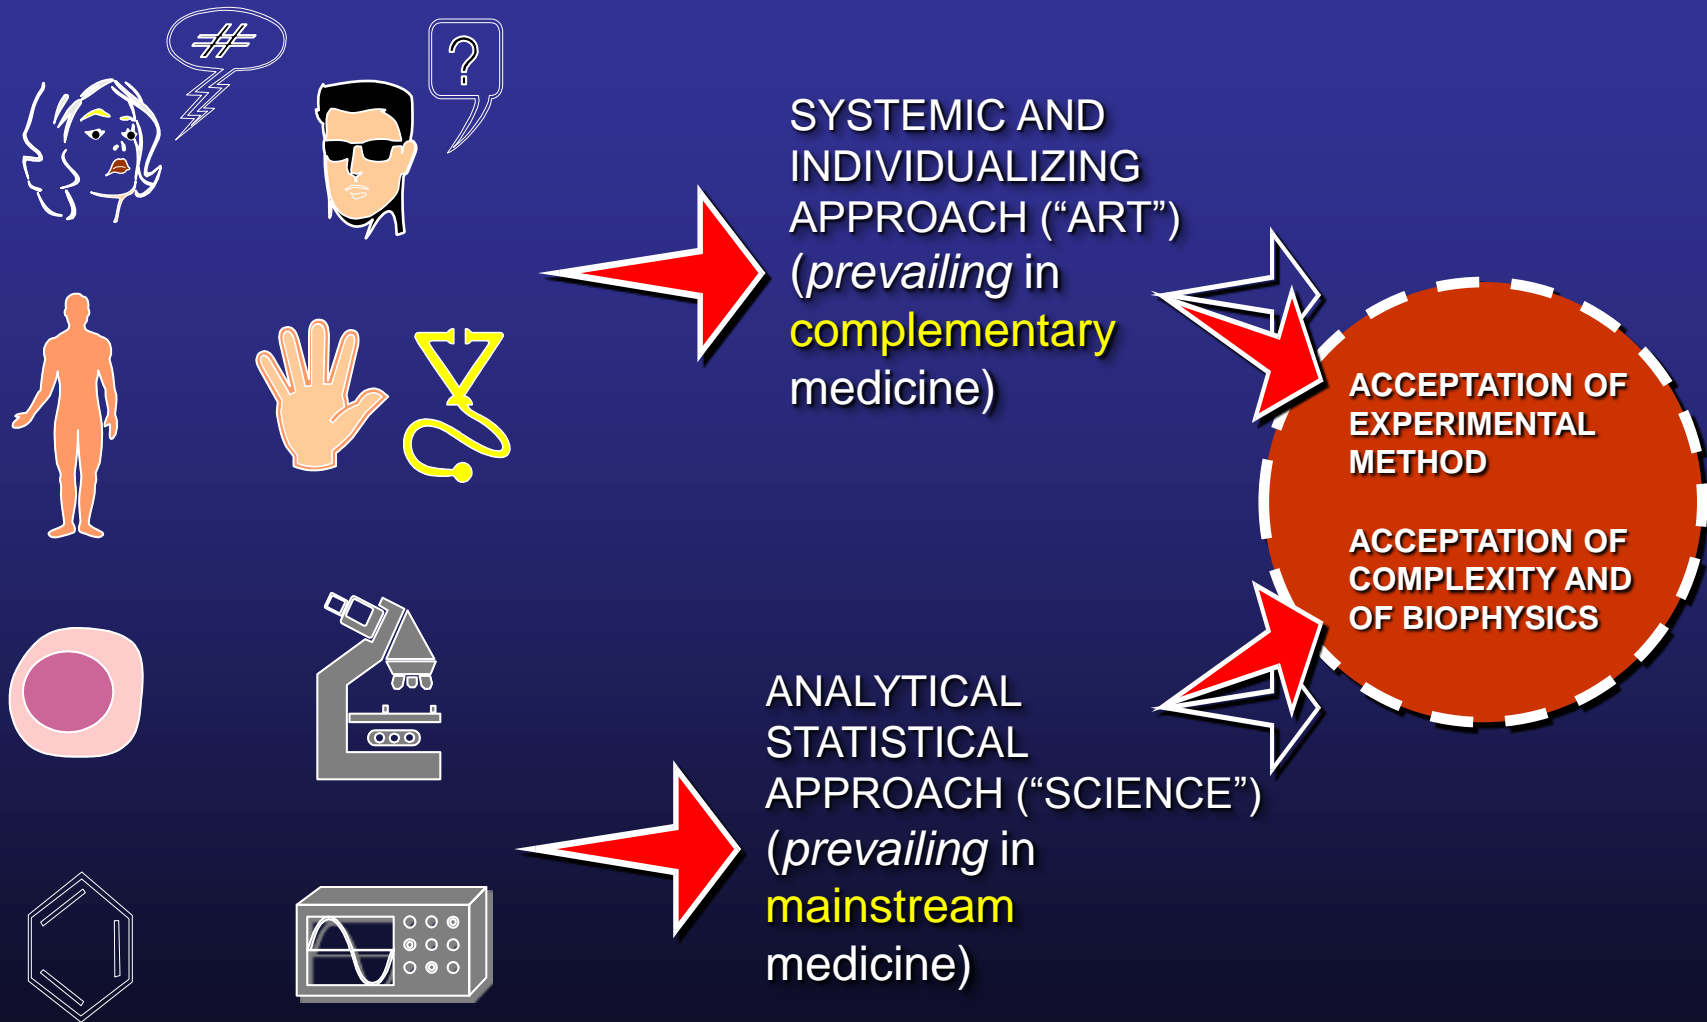 #
?
SYSTEMIC AND
INDIVIDUALIZING
APPROACH (“ART”)
(prevailing in
complementary
medicine)
ACCEPTATION OF
EXPERIMENTAL
METHOD
ACCEPTATION OF
COMPLEXITY AND
OF BIOPHYSICS
ANALYTICAL
STATISTICAL
APPROACH (“SCIENCE”)
(prevailing in
mainstream
medicine)